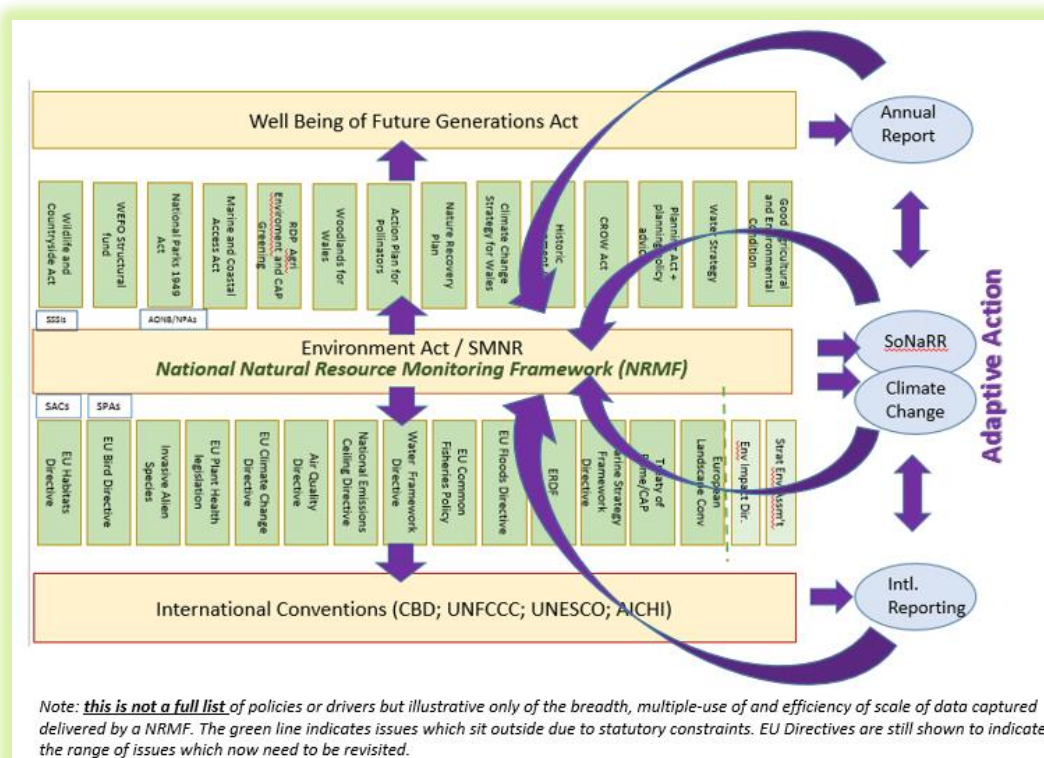 Well Being of Future Generations Act
Annual
Report
Wildlife and
Countryside Act
WEFO Structural
fund
National Parks 1949
Act
Marine and Coastal
Access Act
RDP Agri
Enviroment and CAP
Greening
Woodlands for
Wales
Action Plan for
Pollinators
Nature Recovery
Plan
Climate Change
Strategy for Wales
Historic
CROW Act
Planning Act +
planning policy
Water Strategy
Good Agricultural
and Environmental
Condition
SSSIs
AONB/NPAs
Environment Act / SMNR
National Natural Resource Monitoring Framework (NRMF)
SoNaRR
Climate
Change
Adaptive Action
SACs
SPAs
EU Habitats
Directive
EU Bird Directive
Invasive Alien
Species
EU Plant Health
legislation
EU Climate Change
Directive
Air Quality
Directive
National Emissions
Ceiling Directive
Water Framework
Directive
EU Common
Fisheries Policy
EU Floods Directive
ERDF
Marine Strategy
Framework
Directive
Treaty of
European
Landscape Conv
Env Impact Dir.
Strat Env Assm't
International Conventions (CBD; UNFCCC; UNESCO; AICHI)
Intl.
Reporting
Note: this is not a full list of policies or drivers but illustrative only of the breadth, multiple-use of and efficiency of scale of data captured
delivered by a NRMF. The green line indicates issues which sit outside due to statutory constraints. EU Directives are still shown to indicate
the range of issues which now need to be revisited.